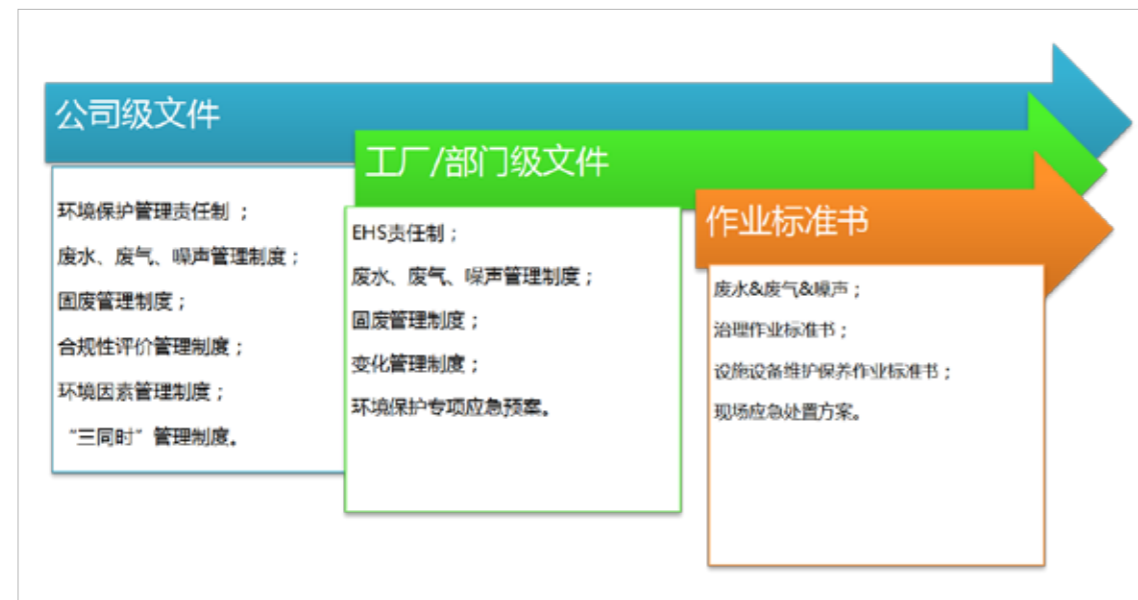 公司级文件
环境保护管理责任制；
废水、废气、噪声管理制度；
固废管理制度；
合规性评价管理制度；
环境因素管理制度；
“三同时”管理制度。
工厂/部门级文件
EHS责任制；
废水、废气、噪声管理制度；
固废管理制度；
变化管理制度；
环境保护专项应急预案。
作业标准书
废水&废气&噪声；
治理作业标准书；
设施设备维护保养作业标准书；
现场应急处置方案。